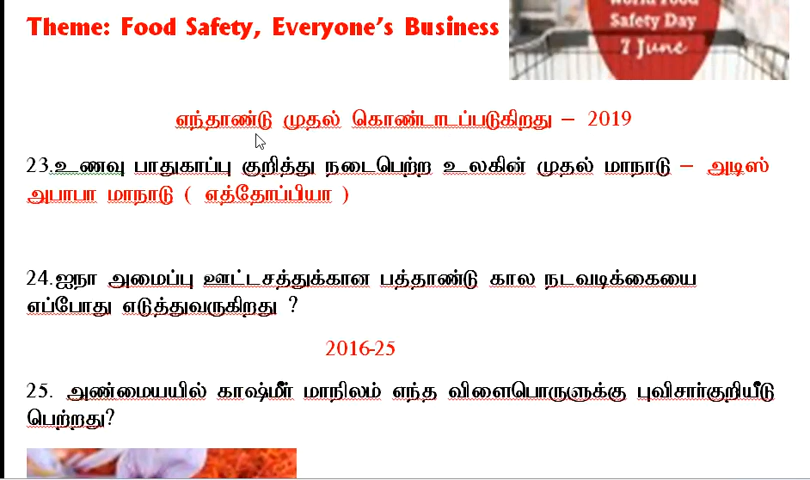 World Food
Theme: Food Safety, Everyone's Business
Safety Day
7 June
எந்தாண்டு முதல் கொண்டாடப்படுகிறது – 2019
23.உணவு பாதுகாப்பு குறித்து நடைபெற்ற உலகின் முதல் மாநாடு – அடிஸ்
அபாபா மாநாடு ( எத்தோப்பியா )
24.ஐநா அமைப்பு ஊட்டசத்துக்கான பத்தாண்டு கால நடவடிக்கையை
எப்போது எடுத்துவருகிறது ?
2016-25
25. அண்மையயில் காஷ்மீர் மாநிலம் எந்த விளைபொருளுக்கு புவிசார்குறியீடு
பெற்றது?